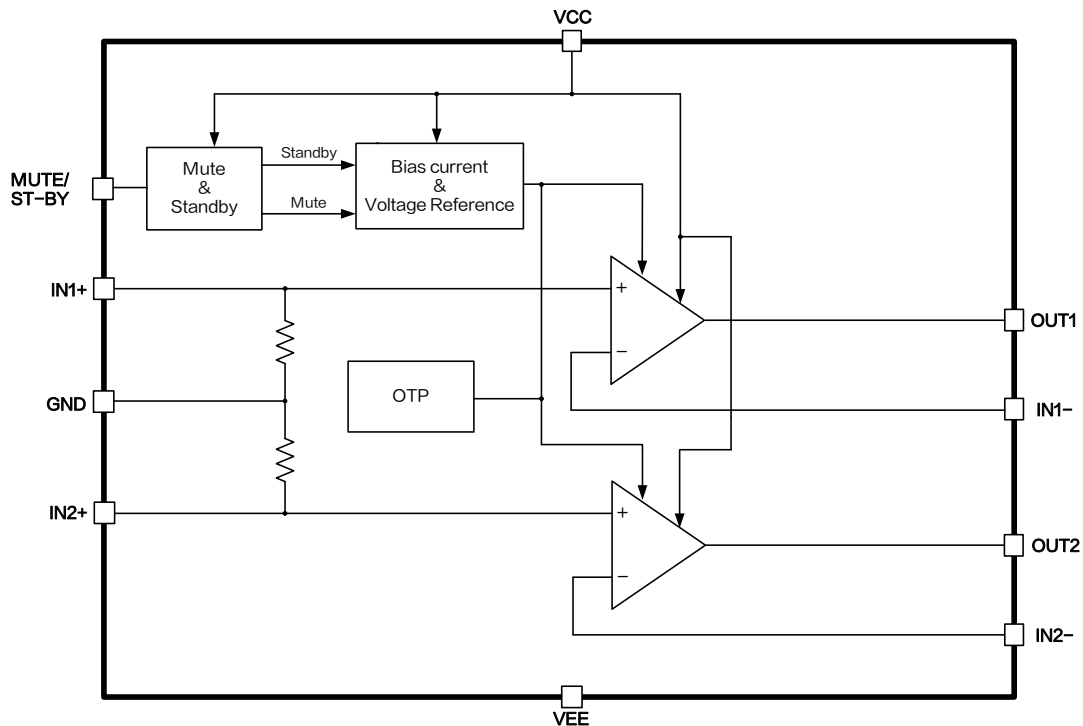 VCC
MUTE/
ST-BY
Mute
&
Standby
Standby
Mute
Bias current
&
Voltage Reference
IN1+
+
−
OUT1
GND
OTP
IN1−
IN2+
+
−
OUT2
IN2−
VEE